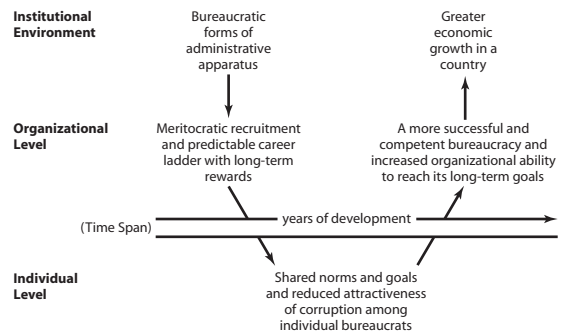 Institutional
Environment
Bureaucratic
forms of
administrative
apparatus
Greater
economic
growth in a
country
Organizational
Level
Meritocratic recruitment
and predictable career
ladder with long-term
rewards
A more successful and
competent bureaucracy and
increased organizational ability
to reach its long-term goals
(Time Span)
years of development
Individual
Level
Shared norms and goals
and reduced attractiveness
of corruption among
individual bureaucrats